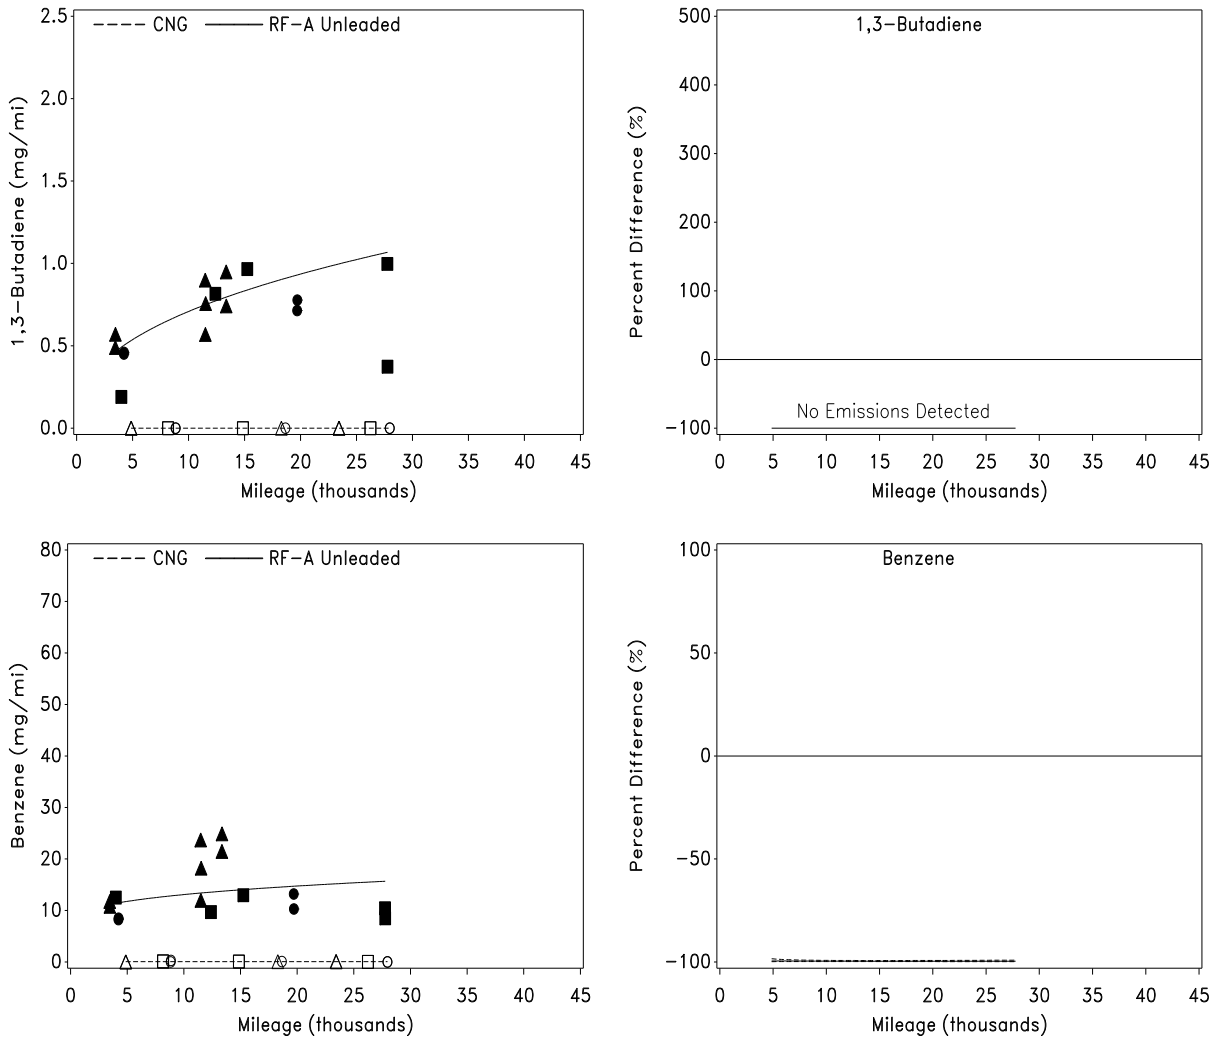 CNG RF-A Unleaded
1,3-Butadiene (mg/mi)
2.5
2.0
1.5
1.0
0.5
0.0
0 5 10 15 20 25 30 35 40 45
Mileage (thousands)
1,3-Butadiene
Percent Difference (%)
500
400
300
200
100
0
-100
No Emissions Detected
0 5 10 15 20 25 30 35 40 45
Mileage (thousands)
CNG RF-A Unleaded
Benzene (mg/mi)
80
70
60
50
40
30
20
10
0
0 5 10 15 20 25 30 35 40 45
Mileage (thousands)
Benzene
Percent Difference (%)
100
50
0
-50
-100
0 5 10 15 20 25 30 35 40 45
Mileage (thousands)